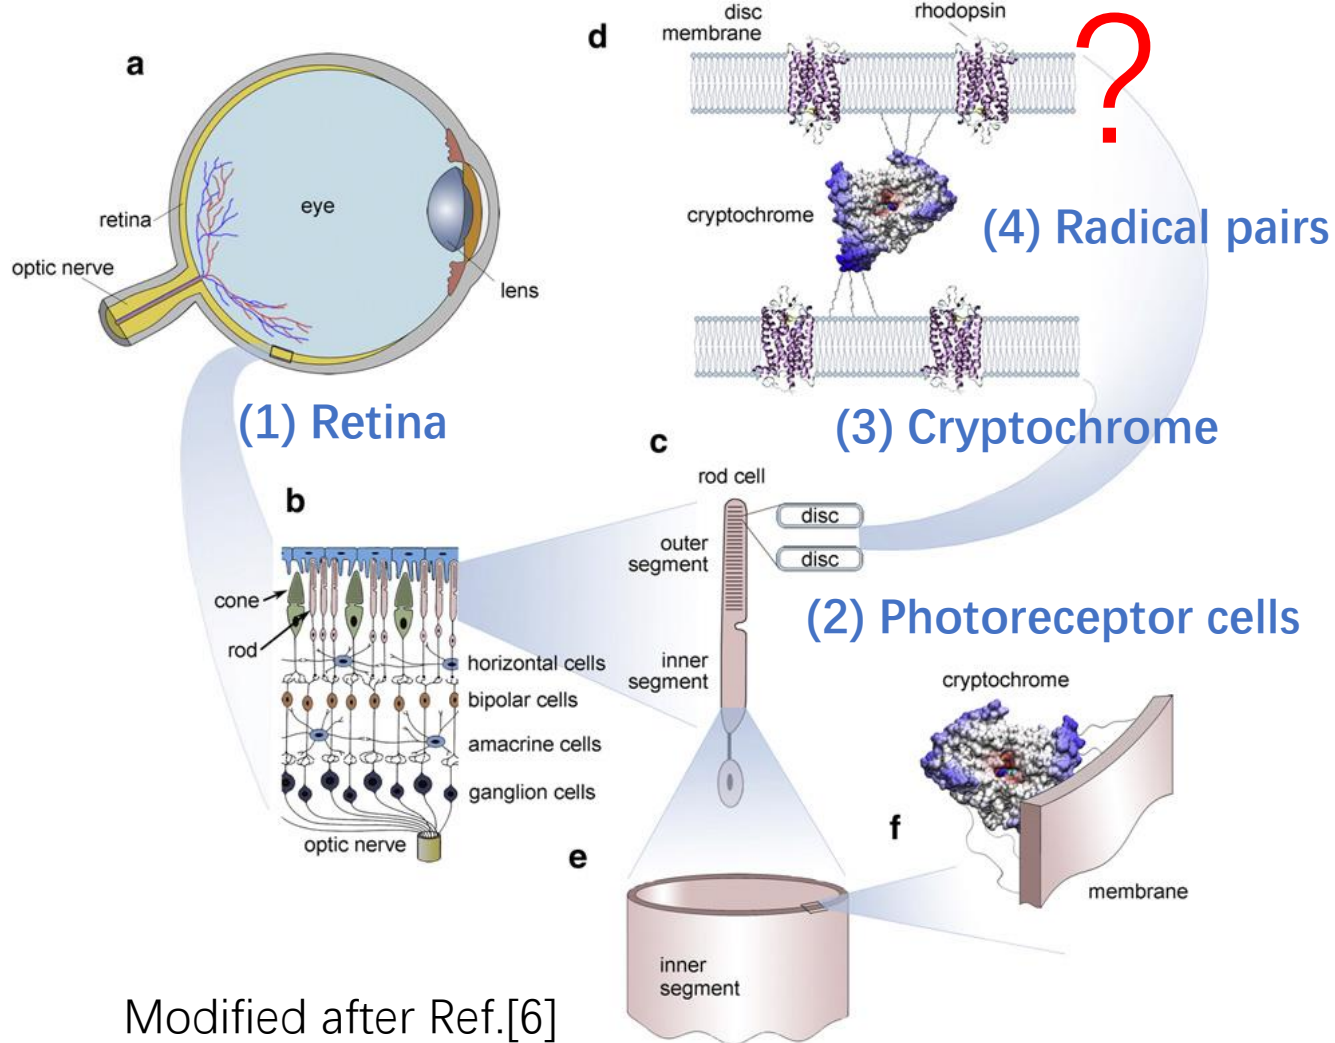 a
retina
optic nerve
eye
lens
(1) Retina
b
cone
rod
horizontal cells
bipolar cells
amacrine cells
ganglion cells
optic nerve
c
rod cell
outer
segment
inner
segment
disc
disc
(2) Photoreceptor cells
d
disc
membrane
rhodopsin
?
cryptochrome
(4) Radical pairs
(3) Cryptochrome
e
inner
segment
f
cryptochrome
membrane
Modified after Ref.[6]